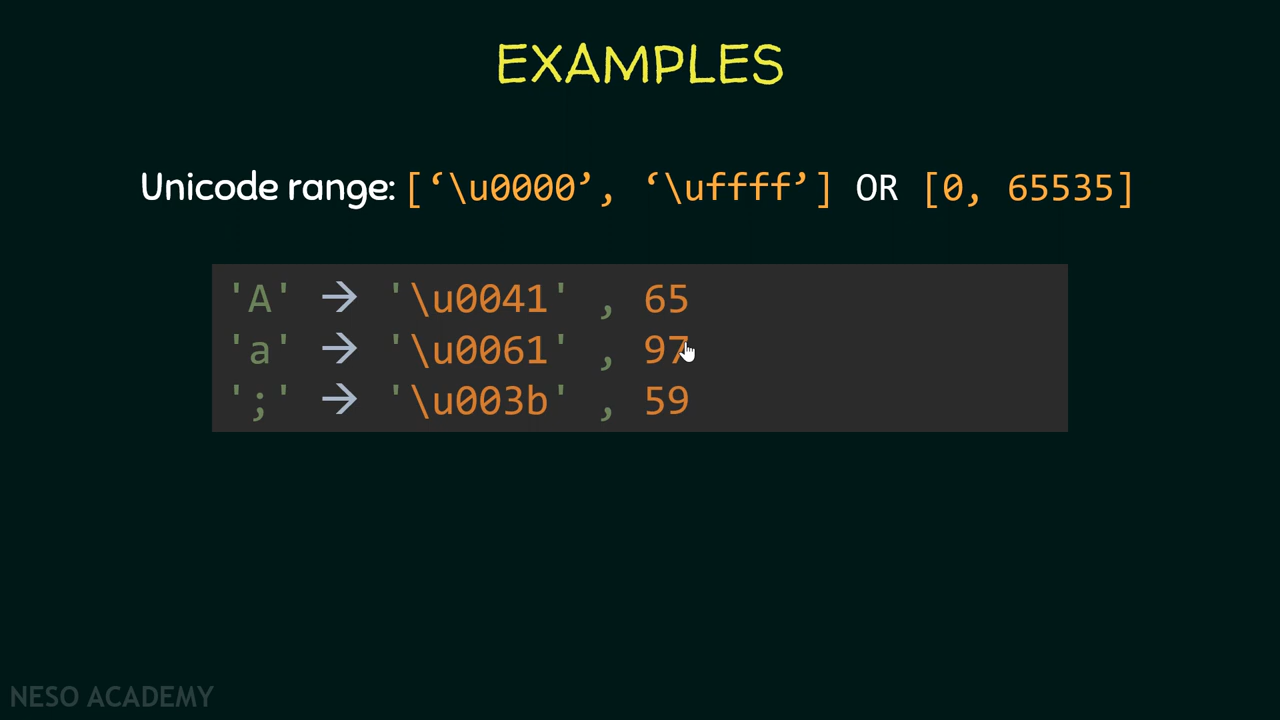 EXAMPLES
Unicode range: [‘\u0000’, ‘\uffff’] OR [0, 65535]
'A' → '\u0041' , 65
'a' → '\u0061' , 97
';' → '\u003b' , 59
NESO ACADEMY